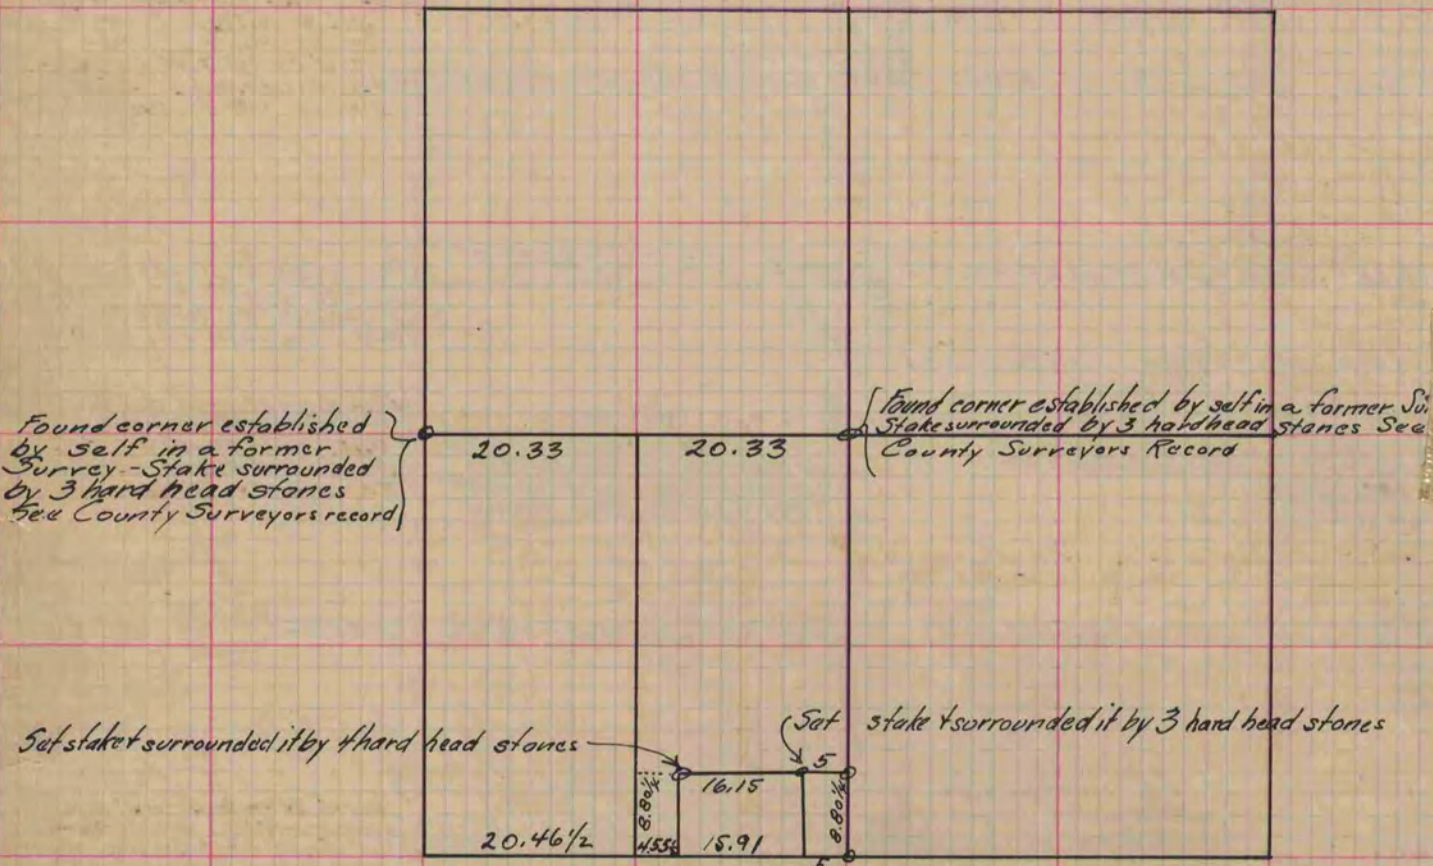 Found corner established
by self in a former
Survey - Stake surrounded
by 3 hard head stones
See County Surveyors record
20.33
20.33
Found corner established by self in a former
Stake surrounded by 3 hardhead stones See
County Surveyors Record
Set stake & surrounded it by 4 hard head stones
Set stake & surrounded it by 3 hard head stones
5
16.15
8.80¼
8.80¼
20.46½
15.91
5